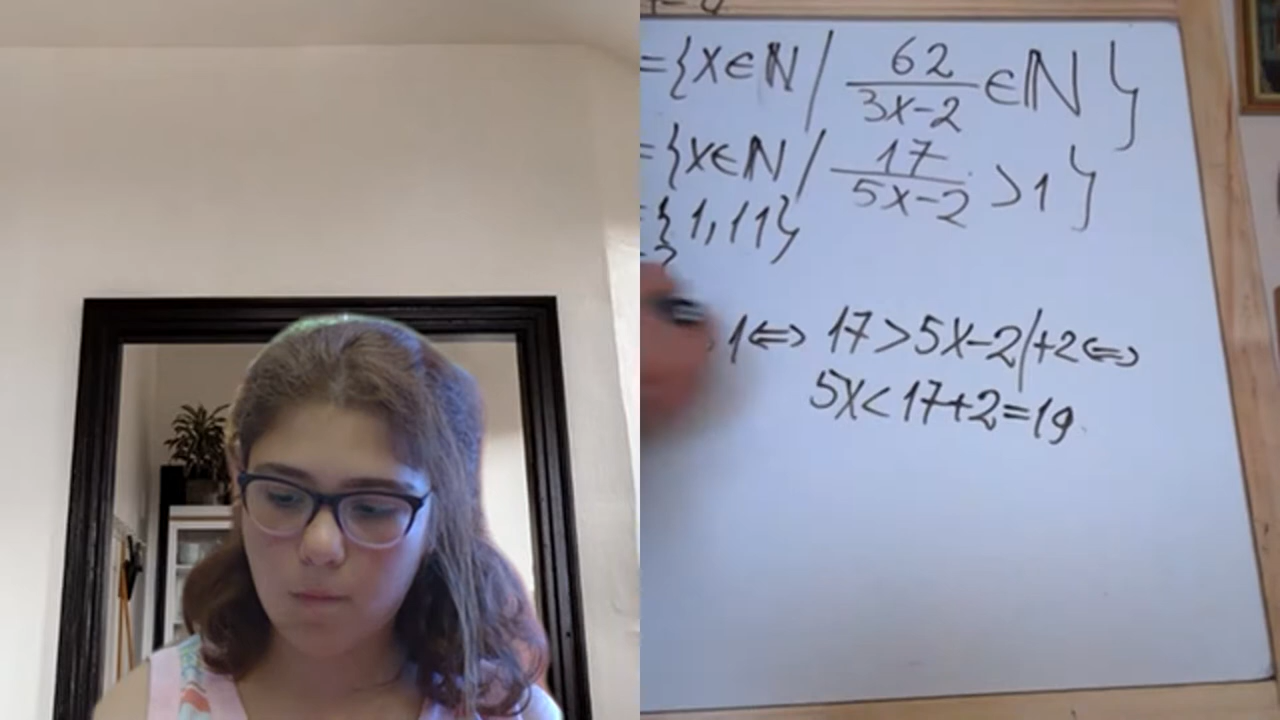 ={x∈ℕ / 62/(3x-2) ∈ℕ}
={x∈ℕ / 17/(5x-2) >1}
={1,11}
1⇔ 17>5x-2/+2⇔
5x<17+2=19